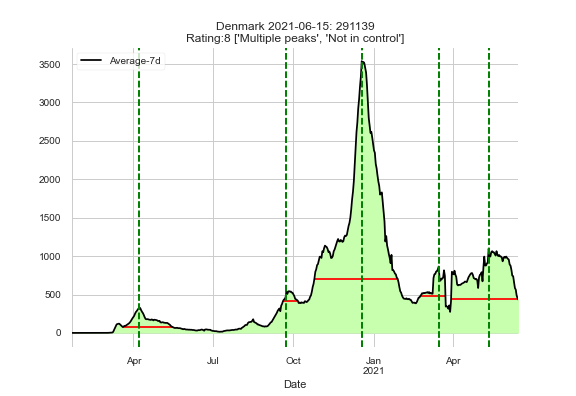 Denmark 2021-06-15: 291139
Rating:8 ['Multiple peaks', 'Not in control']
Average-7d
3500
3000
2500
2000
1500
1000
500
0
Apr Jul Oct Jan Apr
2021
Date